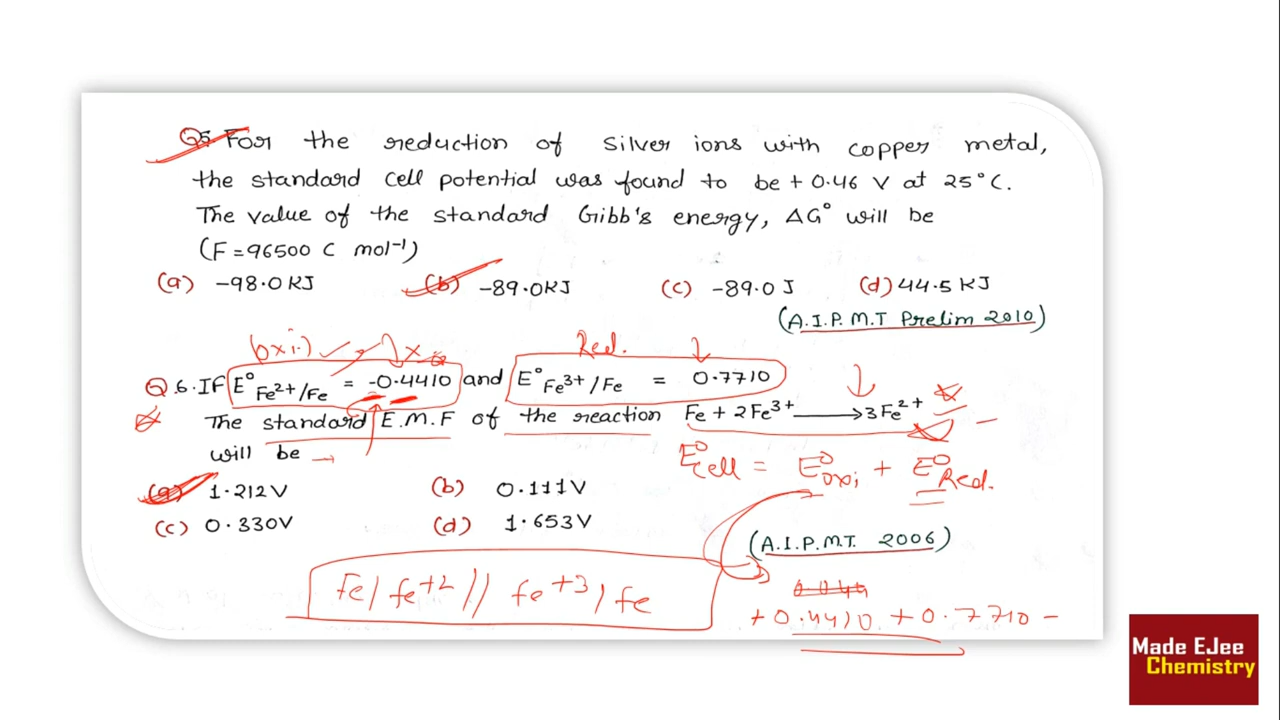 Q5 For the reduction of silver ions with copper metal,
the standard cell potential was found to be + 0.46 V at 25°C.
The value of the standard Gibb's energy, ΔG° will be
(F = 96500 C mol⁻¹)
(a) -98.0 KJ (b) -89.0 KJ (c) -89.0 J (d) 44.5 KJ
(A.I.P.M.T Prelim 2010)
Oxi. Red.
Q.6. IF E° Fe2+/Fe = -0.4410 and E° Fe3+/Fe = 0.7710
The standard E.M.F of the reaction Fe + 2Fe³⁺ ⟶ 3Fe²⁺
will be →
E°cell = E°oxi + E°Red.
(a) 1.212V (b) 0.111V
(c) 0.330V (d) 1.653V
(A.I.P.M.T. 2006)
Fe/Fe+2 // Fe+3/Fe
+ 0.4410 + 0.7710 -
Made EJee
Chemistry